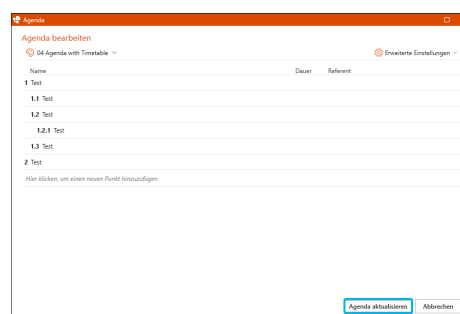 Agenda
Agenda bearbeiten
04 Agenda with Timetable
Erweiterte Einstellungen
Name Dauer Referent
1 Test
1.1 Test
1.2 Test
1.2.1 Test
1.3 Test
2 Test
Hier klicken, um einen neuen Punkt hinzuzufügen
Agenda aktualisieren Abbrechen